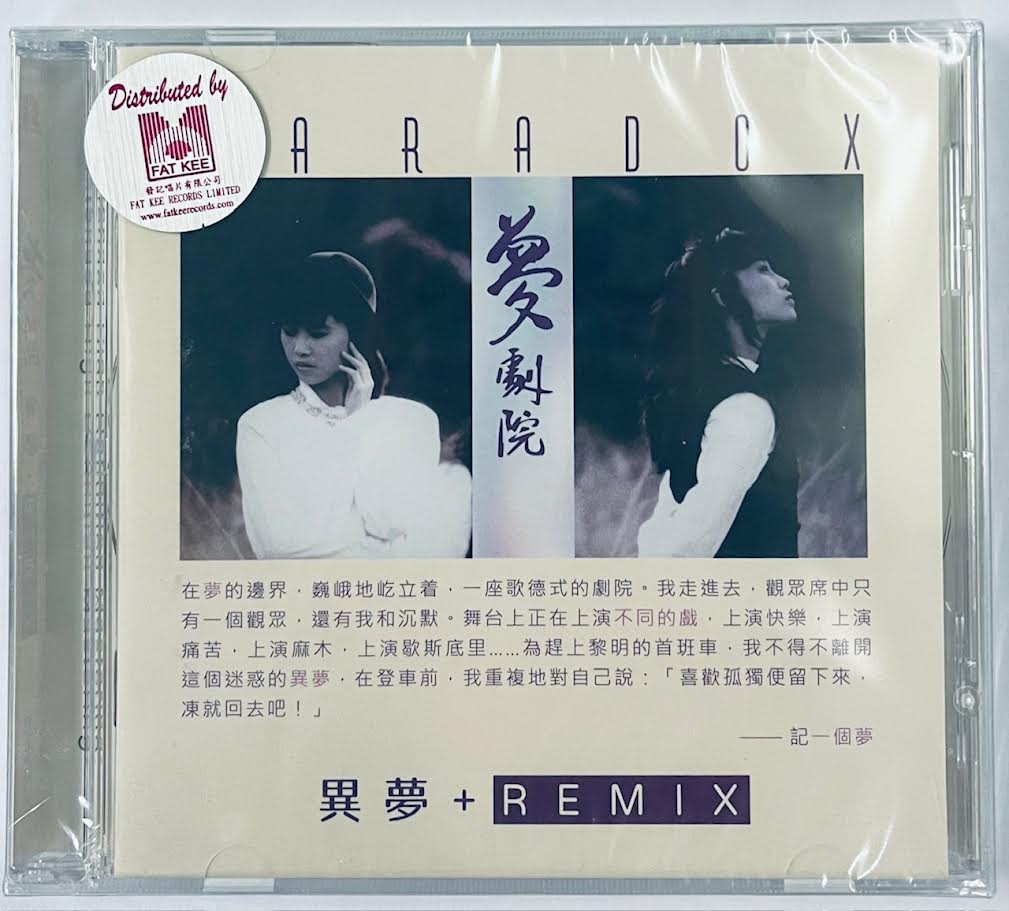 Distributed by
FAT KEE
發記唱片有限公司
FAT KEE RECORDS LIMITED
www.fatkeerecords.com
ARADOX
夢劇院
在夢的邊界，巍峨地屹立着，一座歌德式的劇院。我走進去，觀眾席中只
有一個觀眾，還有我和沉默。舞台上正在上演不同的戲，上演快樂，上演
痛苦，上演麻木，上演歇斯底里……為趕上黎明的首班車，我不得不離開
這個迷惑的異夢，在登車前，我重複地對自己說：「喜歡孤獨便留下來，
凍就回去吧！」
——記一個夢
異夢+REMIX